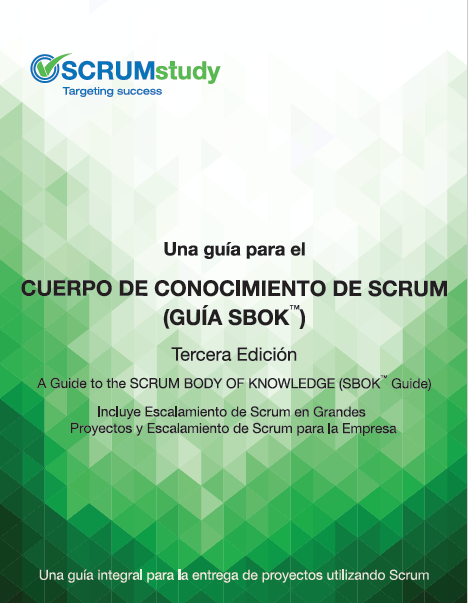 SCRUMstudy
Targeting success
Una guía para el
CUERPO DE CONOCIMIENTO DE SCRUM
(GUÍA SBOK™)
Tercera Edición
A Guide to the SCRUM BODY OF KNOWLEDGE (SBOK™ Guide)
Incluye Escalamiento de Scrum en Grandes
Proyectos y Escalamiento de Scrum para la Empresa
Una guía integral para la entrega de proyectos utilizando Scrum